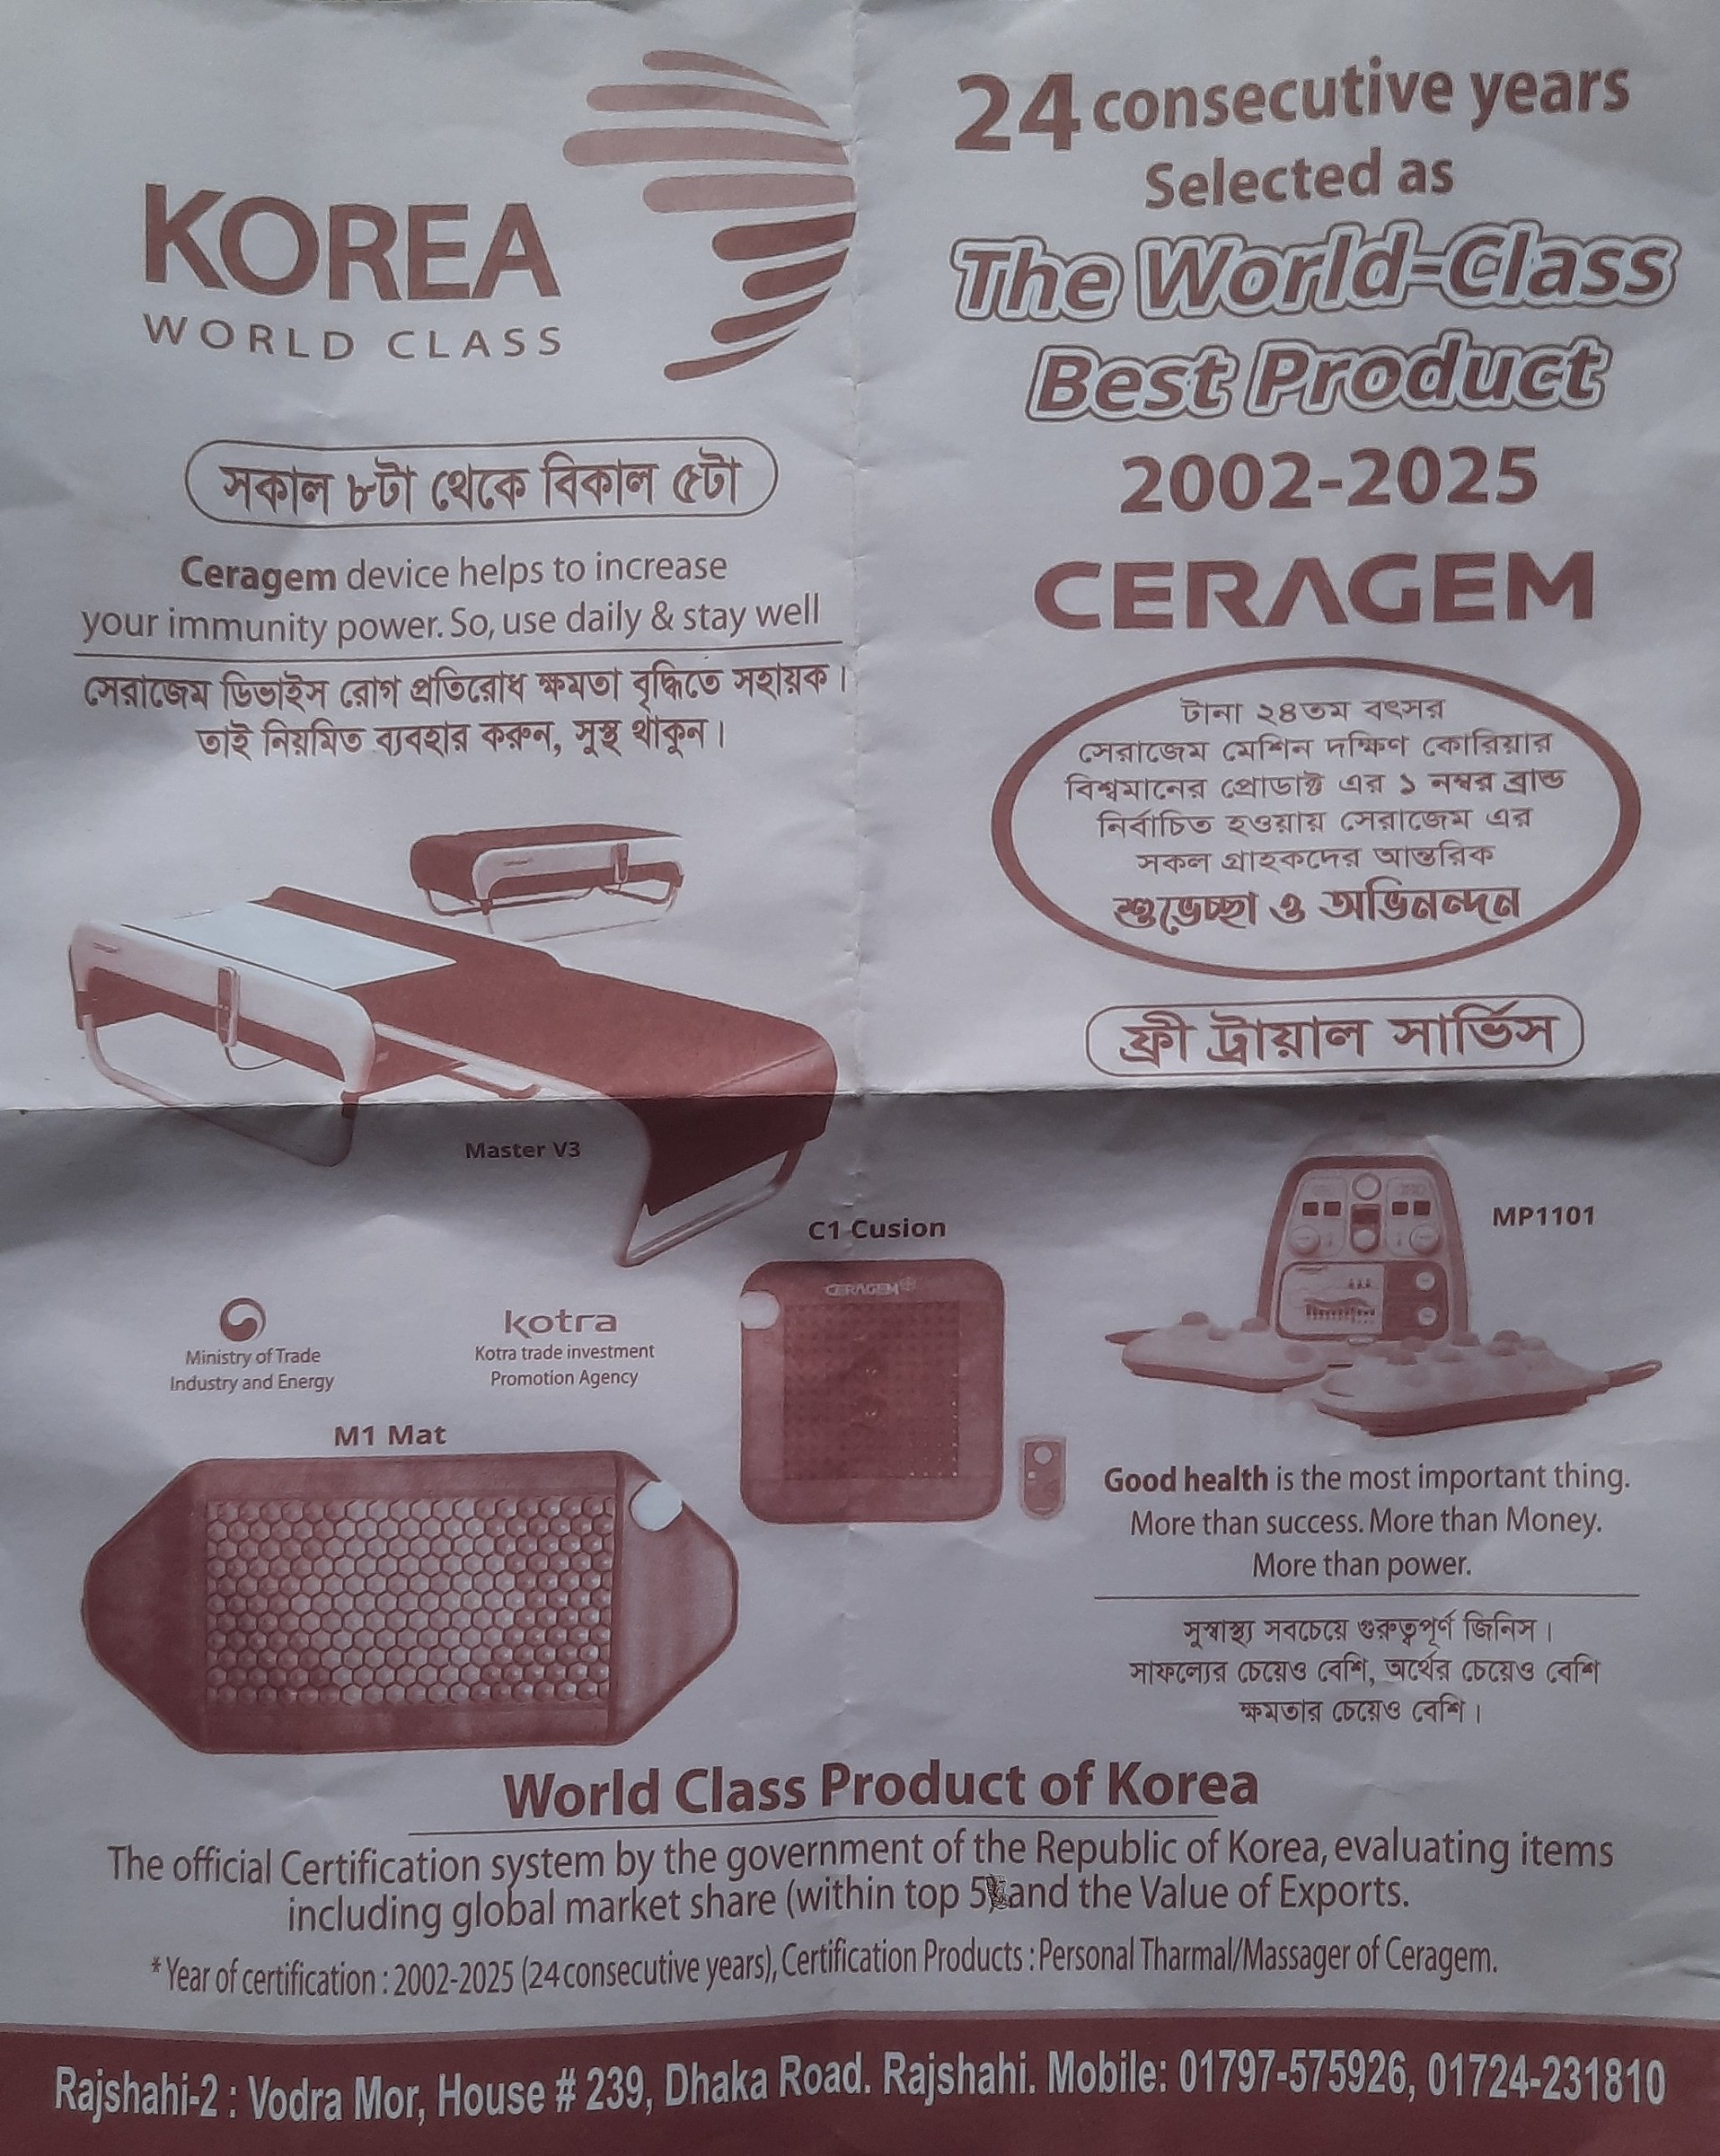 KOREA
WORLD CLASS
সকাল ৮টা থেকে বিকাল ৫টা
Ceragem device helps to increase
your immunity power. So, use daily & stay well
সেরাজেম ডিভাইস রোগ প্রতিরোধ ক্ষমতা বৃদ্ধিতে সহায়ক।
তাই নিয়মিত ব্যবহার করুন, সুস্থ থাকুন।
24 consecutive years
Selected as
The World-Class
Best Product
2002-2025
CERAGEM
টানা ২৪তম বৎসর
সেরাজেম মেশিন দক্ষিণ কোরিয়ার
বিশ্বমানের প্রোডাক্ট এর ১ নম্বর ব্রান্ড
নির্বাচিত হওয়ায় সেরাজেম এর
সকল গ্রাহকদের আন্তরিক
শুভেচ্ছা ও অভিনন্দন
ফ্রী ট্রায়াল সার্ভিস
Master V3
C1 Cusion
CERAGEM
MP1101
Ministry of Trade
Industry and Energy
kotra
Kotra trade investment
Promotion Agency
M1 Mat
Good health is the most important thing.
More than success. More than Money.
More than power.
সুস্বাস্থ্য সবচেয়ে গুরুত্বপূর্ণ জিনিস।
সাফল্যের চেয়েও বেশি, অর্থের চেয়েও বেশি
ক্ষমতার চেয়েও বেশি।
World Class Product of Korea
The official Certification system by the government of the Republic of Korea, evaluating items
including global market share (within top 5 and the Value of Exports.
* Year of certification : 2002-2025 (24 consecutive years), Certification Products : Personal Tharmal/Massager of Ceragem.
Rajshahi-2 : Vodra Mor, House # 239, Dhaka Road. Rajshahi. Mobile: 01797-575926, 01724-231810